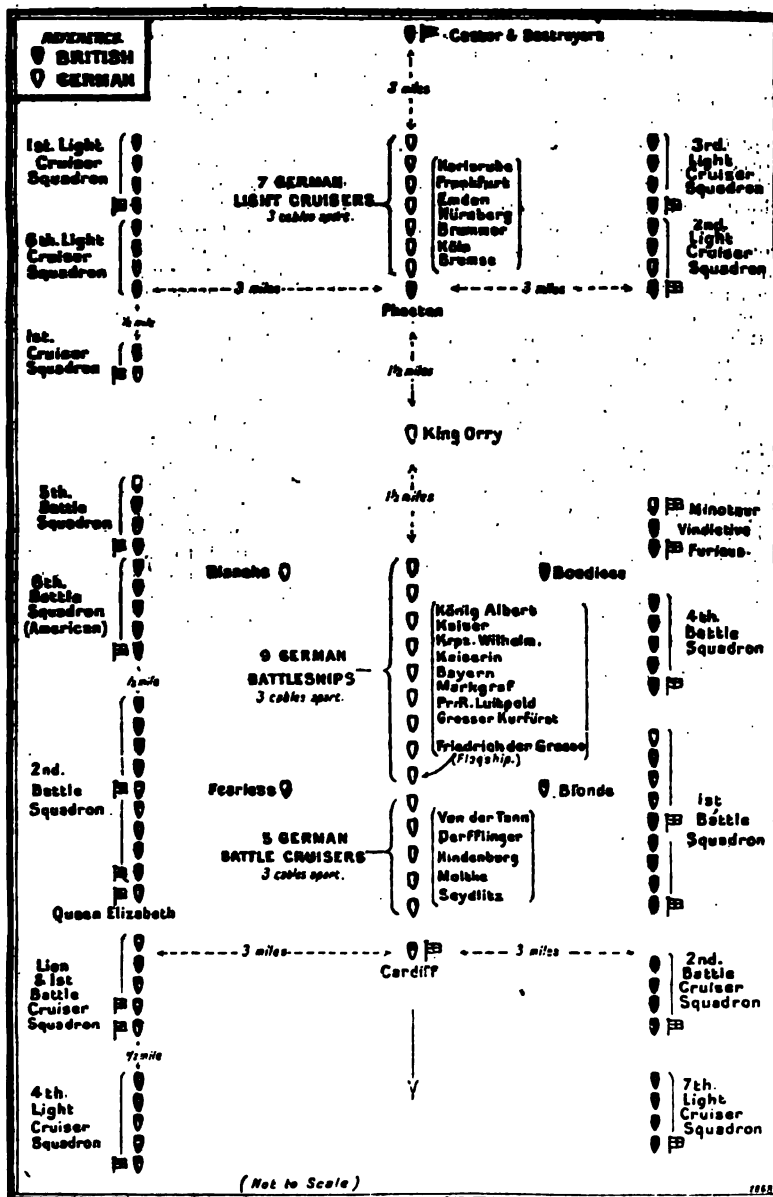 REFERENCE
BRITISH
GERMAN
Castor & Destroyers
3 miles
1st. Light
Cruiser
Squadron
6th. Light
Cruiser
Squadron
½ mile
1st.
Cruiser
Squadron
7 GERMAN
LIGHT CRUISERS
3 cables apart.
Karlsruhe
Frankfurt
Emden
Nürnberg
Brummer
Köln
Bremse
3rd.
Light
Cruiser
Squadron
2nd.
Light
Cruiser
Squadron
3 miles
3 miles
Phaeton
1½ miles
King Orry
1½ miles
5th.
Battle
Squadron
6th.
Battle
Squadron
(American)
½ mile
2nd.
Battle
Squadron
Queen Elizabeth
Blanche
Boadicea
Minotaur
Vindictive
Furious.
9 GERMAN
BATTLESHIPS
3 cables apart.
König Albert
Kaiser
Krps. Wilhelm.
Kaiserin
Bayern
Markgraf
Pr.R. Luitpold
Grosser Kurfürst
Friedrich der Grosse
(Flagship.)
4th.
Battle
Squadron
Fearless
Blonde
1st
Battle
Squadron
5 GERMAN
BATTLE CRUISERS
3 cables apart.
Von der Tann
Derfflinger
Hindenburg
Moltke
Seydlitz
3 miles
3 miles
Cardiff
Lion
& 1st
Battle
Cruiser
Squadron
½ mile
4th.
Light
Cruiser
Squadron
2nd.
Battle
Cruiser
Squadron
7th.
Light
Cruiser
Squadron
(Not to Scale)